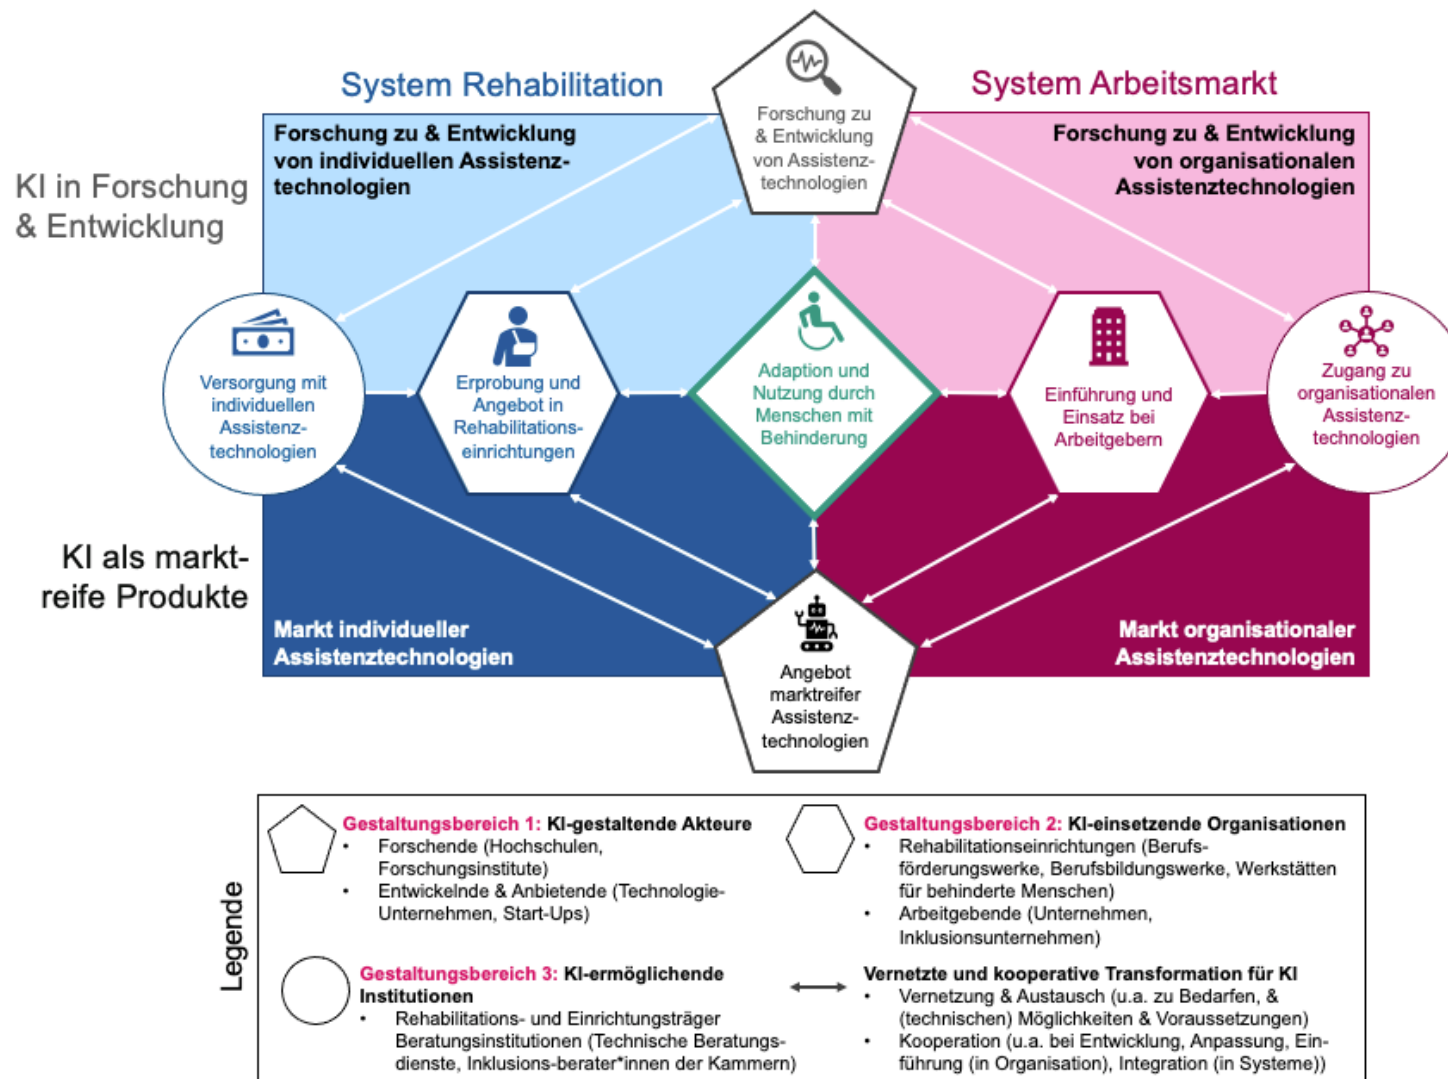 System Rehabilitation
System Arbeitsmarkt
KI in Forschung
& Entwicklung
Forschung zu & Entwicklung
von individuellen Assistenz-
technologien
Forschung zu
& Entwicklung
von Assistenz-
technologien
Forschung zu & Entwicklung
von organisationalen
Assistenztechnologien
Versorgung mit
individuellen
Assistenz-
technologien
Erprobung und
Angebot in
Rehabilitations-
einrichtungen
Adaption und
Nutzung durch
Menschen mit
Behinderung
Einführung und
Einsatz bei
Arbeitgebern
Zugang zu
organisationalen
Assistenz-
technologien
KI als markt-
reife Produkte
Markt individueller
Assistenztechnologien
Angebot
marktreifer
Assistenz-
technologien
Markt organisationaler
Assistenztechnologien
Legende
Gestaltungsbereich 1: KI-gestaltende Akteure
• Forschende (Hochschulen,
Forschungsinstitute)
• Entwickelnde & Anbietende (Technologie-
Unternehmen, Start-Ups)
Gestaltungsbereich 2: KI-einsetzende Organisationen
• Rehabilitationseinrichtungen (Berufs-
förderungswerke, Berufsbildungswerke, Werkstätten
für behinderte Menschen)
• Arbeitgebende (Unternehmen,
Inklusionsunternehmen)
Gestaltungsbereich 3: KI-ermöglichende
Institutionen
• Rehabilitations- und Einrichtungsträger
Beratungsinstitutionen (Technische Beratungs-
dienste, Inklusions-berater*innen der Kammern)
Vernetzte und kooperative Transformation für KI
• Vernetzung & Austausch (u.a. zu Bedarfen, &
(technischen) Möglichkeiten & Voraussetzungen)
• Kooperation (u.a. bei Entwicklung, Anpassung, Ein-
führung (in Organisation), Integration (in Systeme))